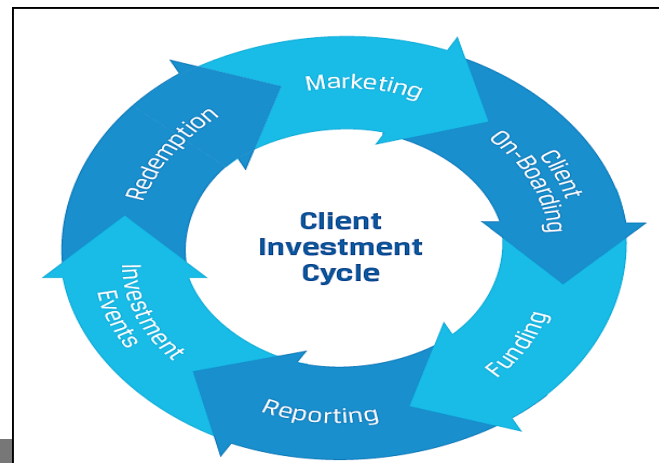 Marketing
Client
On-Boarding
Funding
Reporting
Investment
Events
Redemption
Client
Investment
Cycle